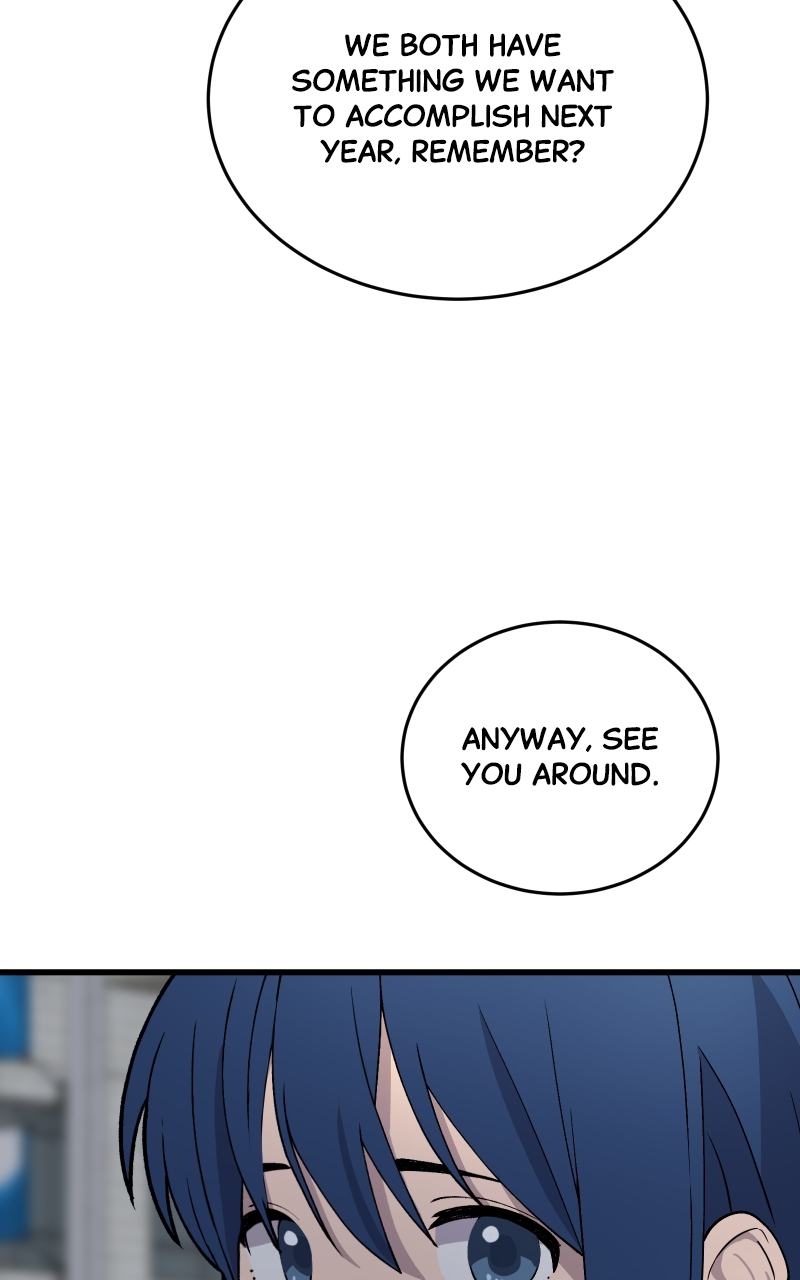 WE BOTH HAVE
SOMETHING WE WANT
TO ACCOMPLISH NEXT
YEAR, REMEMBER?
ANYWAY, SEE
YOU AROUND.